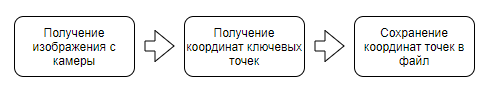 Получение
изображения с
камеры
Получение
координат ключевых
точек
Сохранение
координат точек в
файл